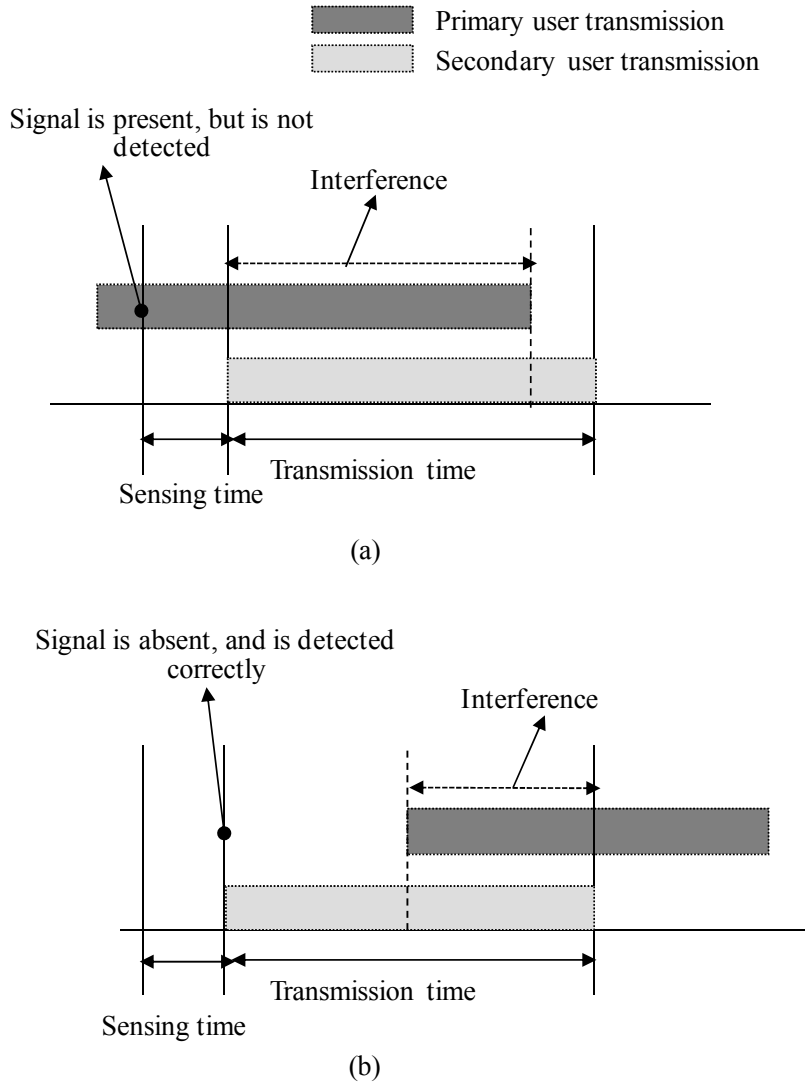 Primary user transmission
Secondary user transmission
Signal is present, but is not
detected
Interference
Transmission time
Sensing time
(a)
Signal is absent, and is detected
correctly
Interference
Transmission time
Sensing time
(b)